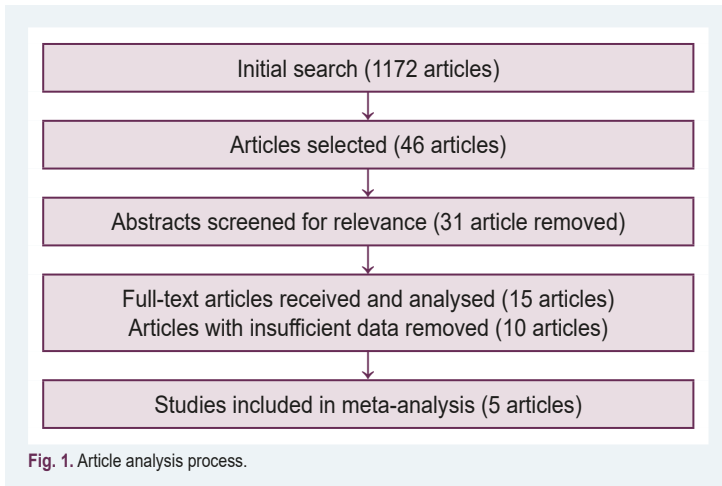 Initial search (1172 articles)
Articles selected (46 articles)
Abstracts screened for relevance (31 article removed)
Full-text articles received and analysed (15 articles)
Articles with insufficient data removed (10 articles)
Studies included in meta-analysis (5 articles)
Fig. 1. Article analysis process.